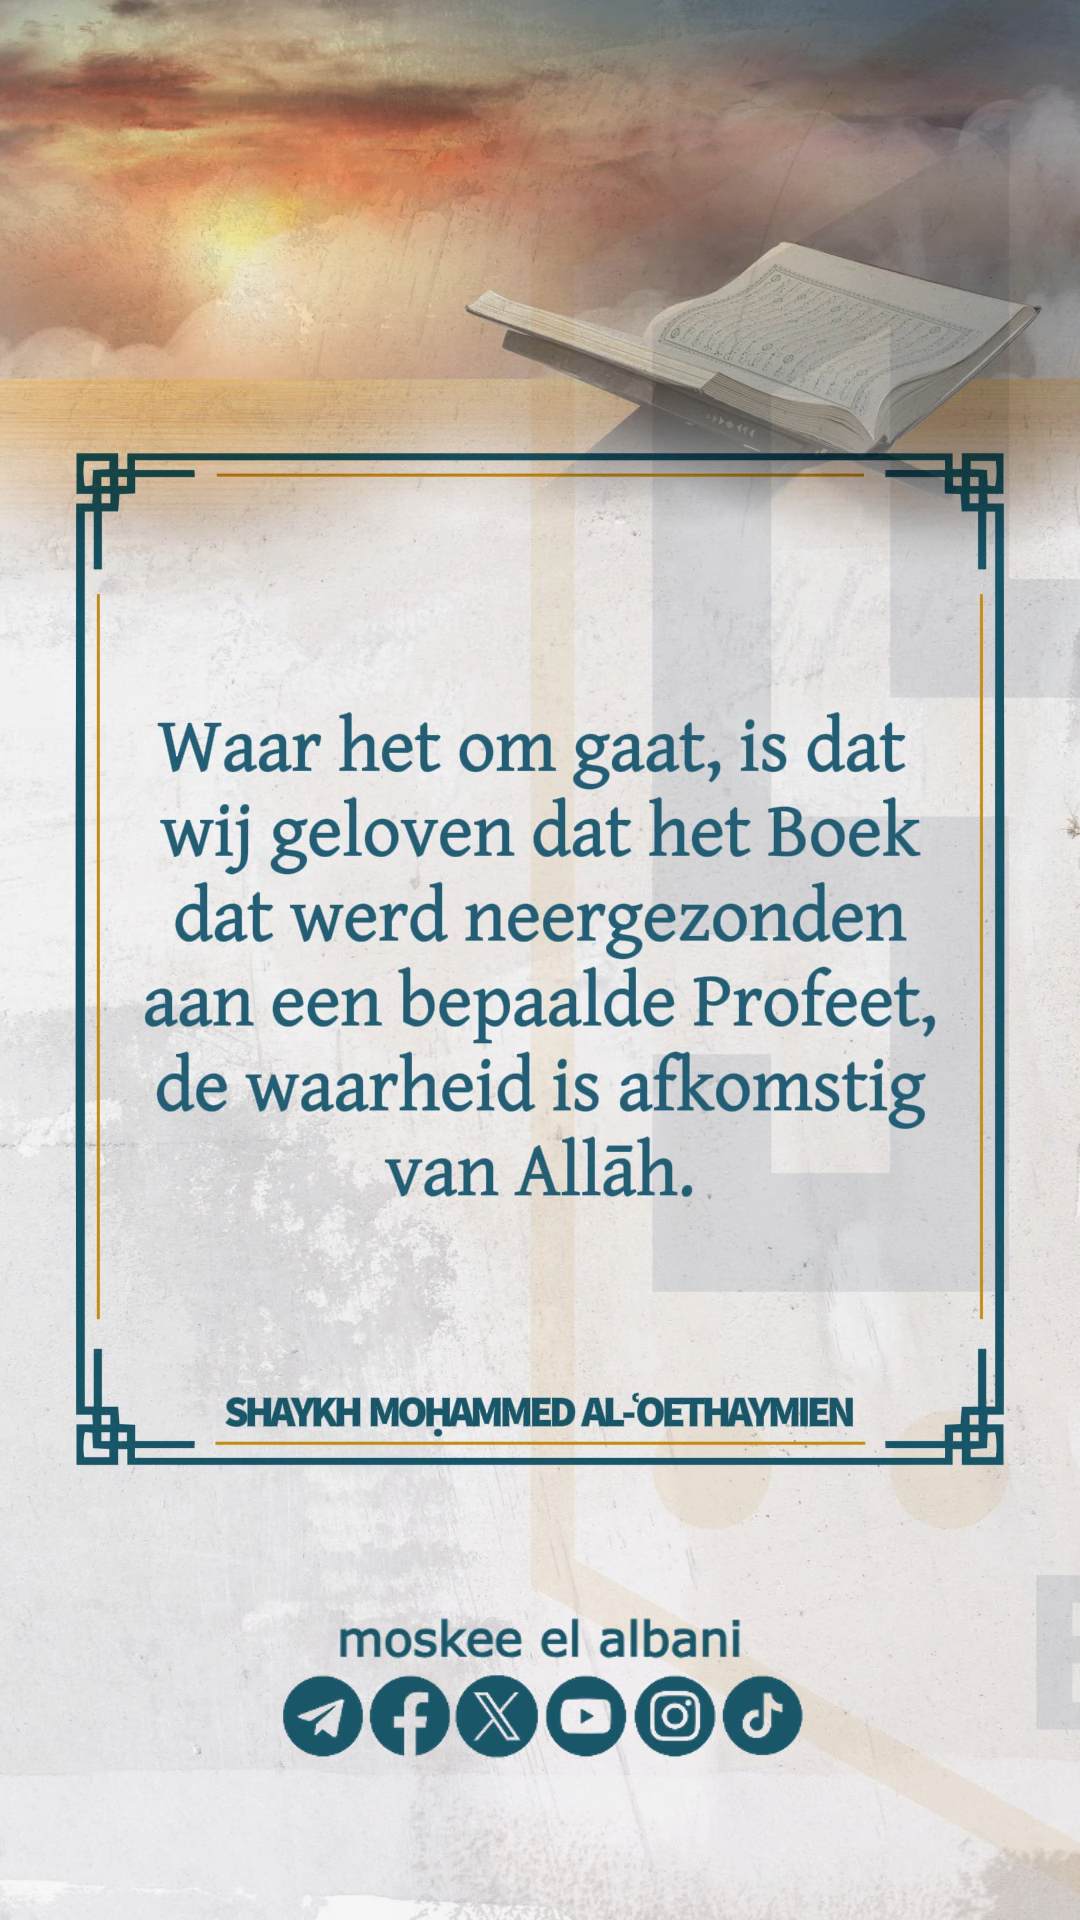 Waar het om gaat, is dat
wij geloven dat het Boek
dat werd neergezonden
aan een bepaalde Profeet,
de waarheid is afkomstig
van Allāh.
SHAYKH MOḤAMMED AL-ʿOETHAYMIEN
moskee el albani